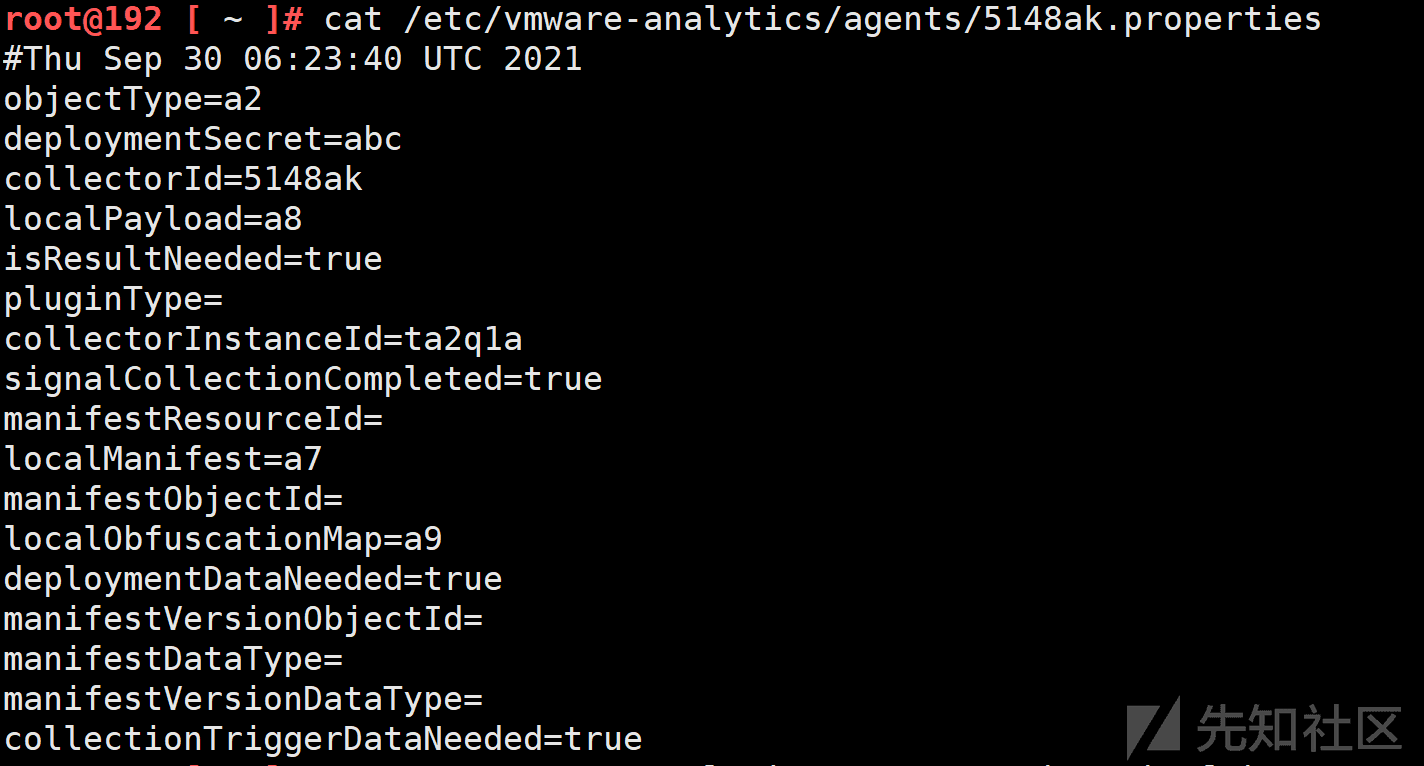 root@192 [ ~ ]# cat /etc/vmware-analytics/agents/5148ak.properties
#Thu Sep 30 06:23:40 UTC 2021
objectType=a2
deploymentSecret=abc
collectorId=5148ak
localPayload=a8
isResultNeeded=true
pluginType=
collectorInstanceId=ta2q1a
signalCollectionCompleted=true
manifestResourceId=
localManifest=a7
manifestObjectId=
localObfuscationMap=a9
deploymentDataNeeded=true
manifestVersionObjectId=
manifestDataType=
manifestVersionDataType=
collectionTriggerDataNeeded=true
先知社区